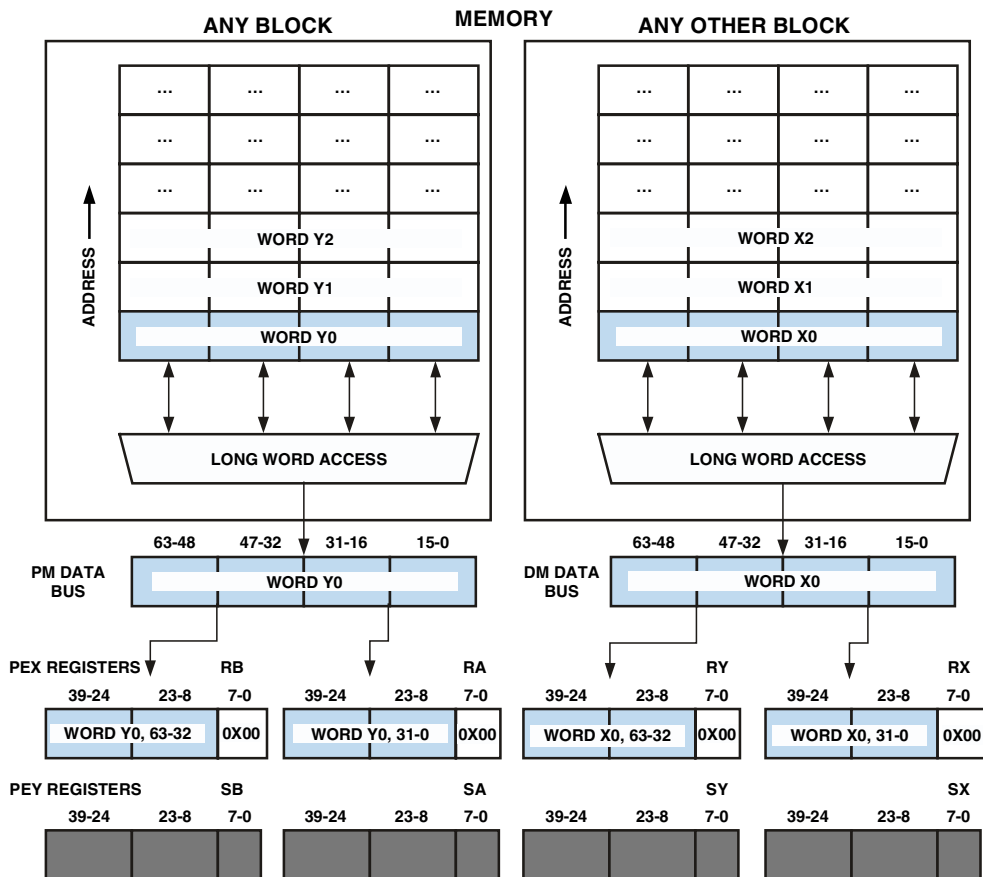 MEMORY
ANY BLOCK ANY OTHER BLOCK
... ... ... ... ... ... ... ...
... ... ... ... ... ... ... ...
... ... ... ... ... ... ... ...
WORD Y2 WORD X2
WORD Y1 WORD X1
WORD Y0 WORD X0
ADDRESS ADDRESS
LONG WORD ACCESS LONG WORD ACCESS
63-48 47-32 31-16 15-0 63-48 47-32 31-16 15-0
PM DATA BUS WORD Y0 DM DATA BUS WORD X0
PEX REGISTERS RB RA RY RX
39-24 23-8 7-0 39-24 23-8 7-0 39-24 23-8 7-0 39-24 23-8 7-0
WORD Y0, 63-32 0X00 WORD Y0, 31-0 0X00 WORD X0, 63-32 0X00 WORD X0, 31-0 0X00
PEY REGISTERS SB SA SY SX
39-24 23-8 7-0 39-24 23-8 7-0 39-24 23-8 7-0 39-24 23-8 7-0